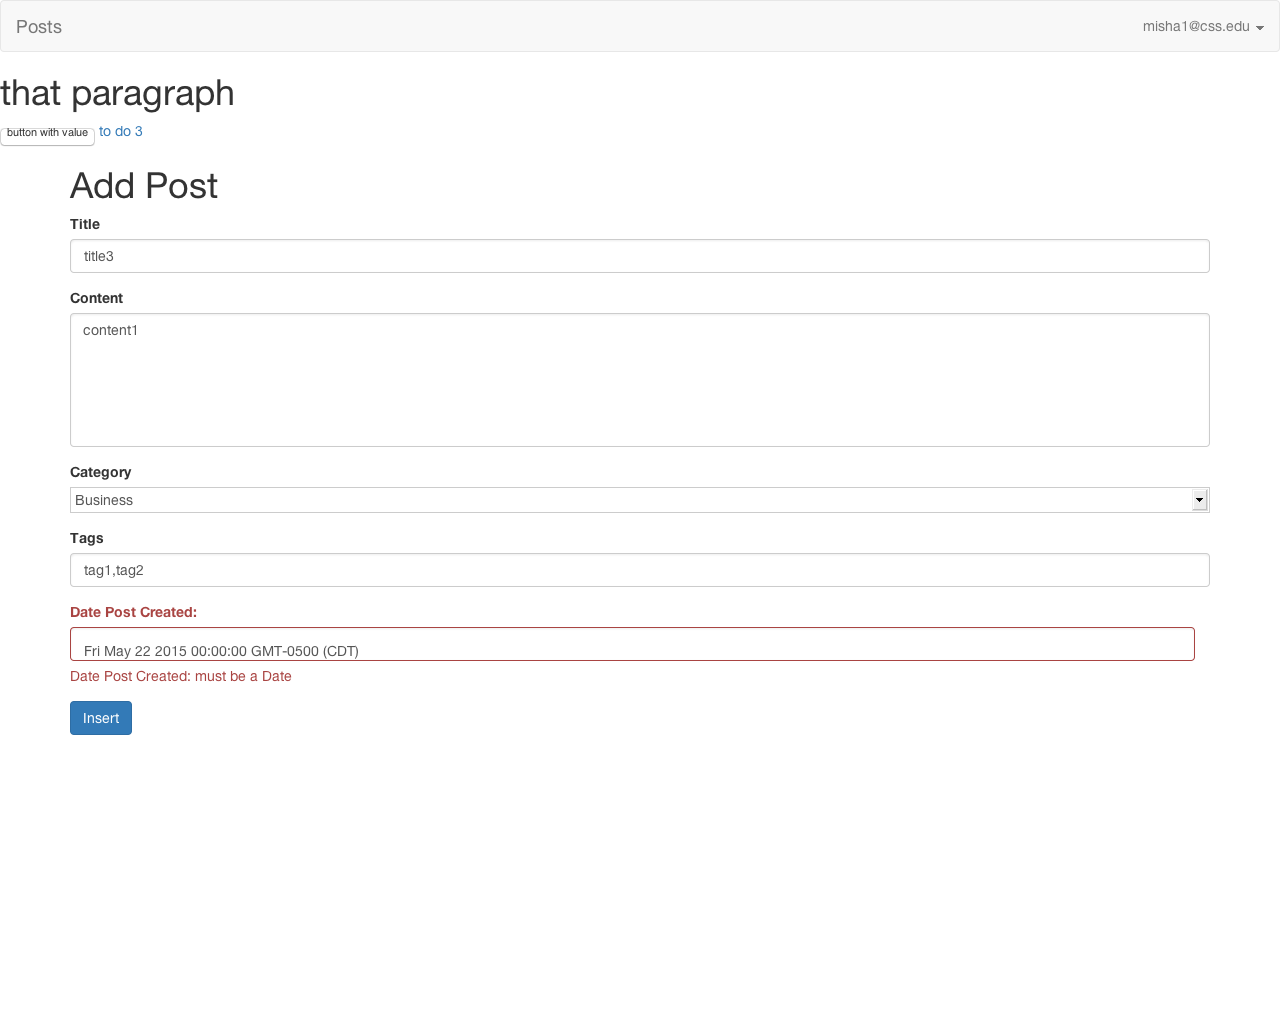 Posts
misha1@css.edu
that paragraph
button with value to do 3
Add Post
Title
title3
Content
content1
Category
Business
Tags
tag1,tag2
Date Post Created:
Fri May 22 2015 00:00:00 GMT-0500 (CDT)
Date Post Created: must be a Date
Insert